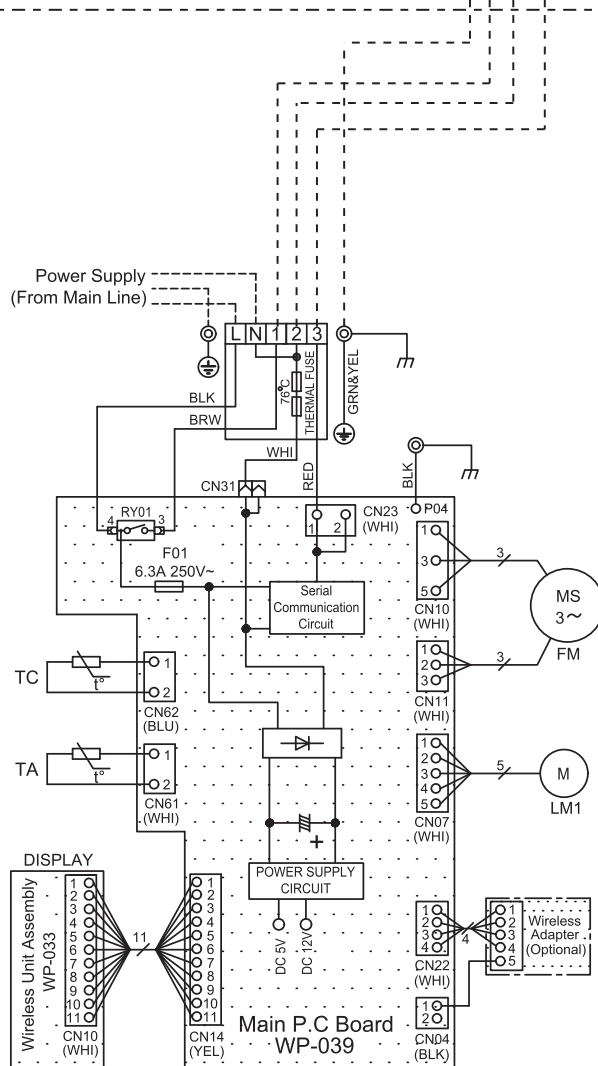 Power Supply
(From Main Line)
L N 1 2 3
76°C
THERMAL FUSE
GRN&YEL
BLK
BRW
WHI
RED
BLK
CN31
RY01
4 3
F01
6.3A 250V~
1 2
CN23
(WHI)
P04
Serial
Communication
Circuit
1
3
5
CN10
(WHI)
3
MS
3~
FM
1
2
3
CN11
(WHI)
3
TC
t°
1
2
CN62
(BLU)
TA
t°
1
2
CN61
(WHI)
1
2
3
4
5
CN07
(WHI)
5
M
LM1
+
POWER SUPPLY
CIRCUIT
DC 5V
DC 12V
DISPLAY
Wireless Unit Assembly
WP-033
1
2
3
4
5
6
7
8
9
10
11
CN10
(WHI)
11
1
2
3
4
5
6
7
8
9
10
11
CN14
(YEL)
Main P.C Board
WP-039
1
2
3
4
CN22
(WHI)
4
1
2
3
4
5
Wireless
Adapter
(Optional)
1
2
CN04
(BLK)